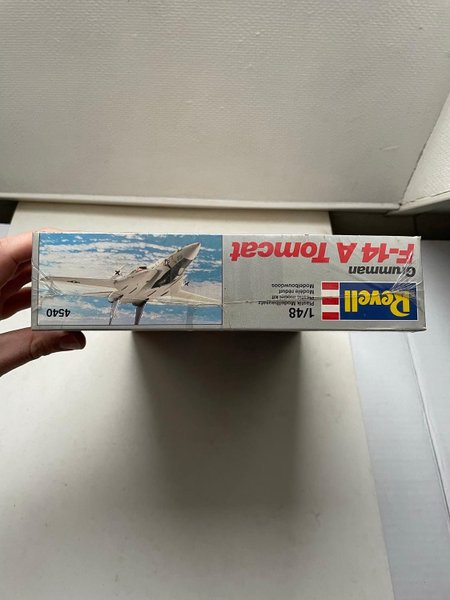 Revell
1/48
Plastik Modellbausatz
Plastic model kit
Modèle réduit
Modelbouwdoos
Grumman
F-14 A Tomcat
4540